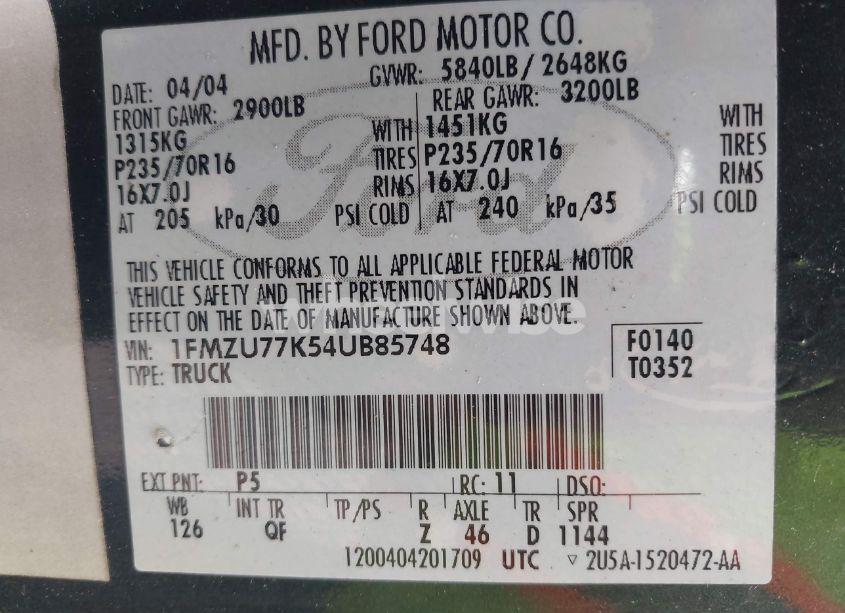 MFD. BY FORD MOTOR CO.
DATE: 04/04 GVWR: 5840LB/2648KG
FRONT GAWR: 2900LB REAR GAWR: 3200LB
1315KG WITH 1451KG WITH
P235/70R16 TIRES P235/70R16 TIRES
16X7.0J RIMS 16X7.0J RIMS
AT 205 kPa/30 PSI COLD AT 240 kPa/35 PSI COLD
Ford
THIS VEHICLE CONFORMS TO ALL APPLICABLE FEDERAL MOTOR
VEHICLE SAFETY AND THEFT PREVENTION STANDARDS IN
EFFECT ON THE DATE OF MANUFACTURE SHOWN ABOVE.
VIN: 1FMZU77K54UB85748 F0140
TYPE: TRUCK T0352
EXT PNT: P5 RC: 11 DSO:
WB INT TR TP/PS R AXLE TR SPR
126 QF Z 46 D 1144
1200404201709 UTC ▽ 2U5A-1520472-AA